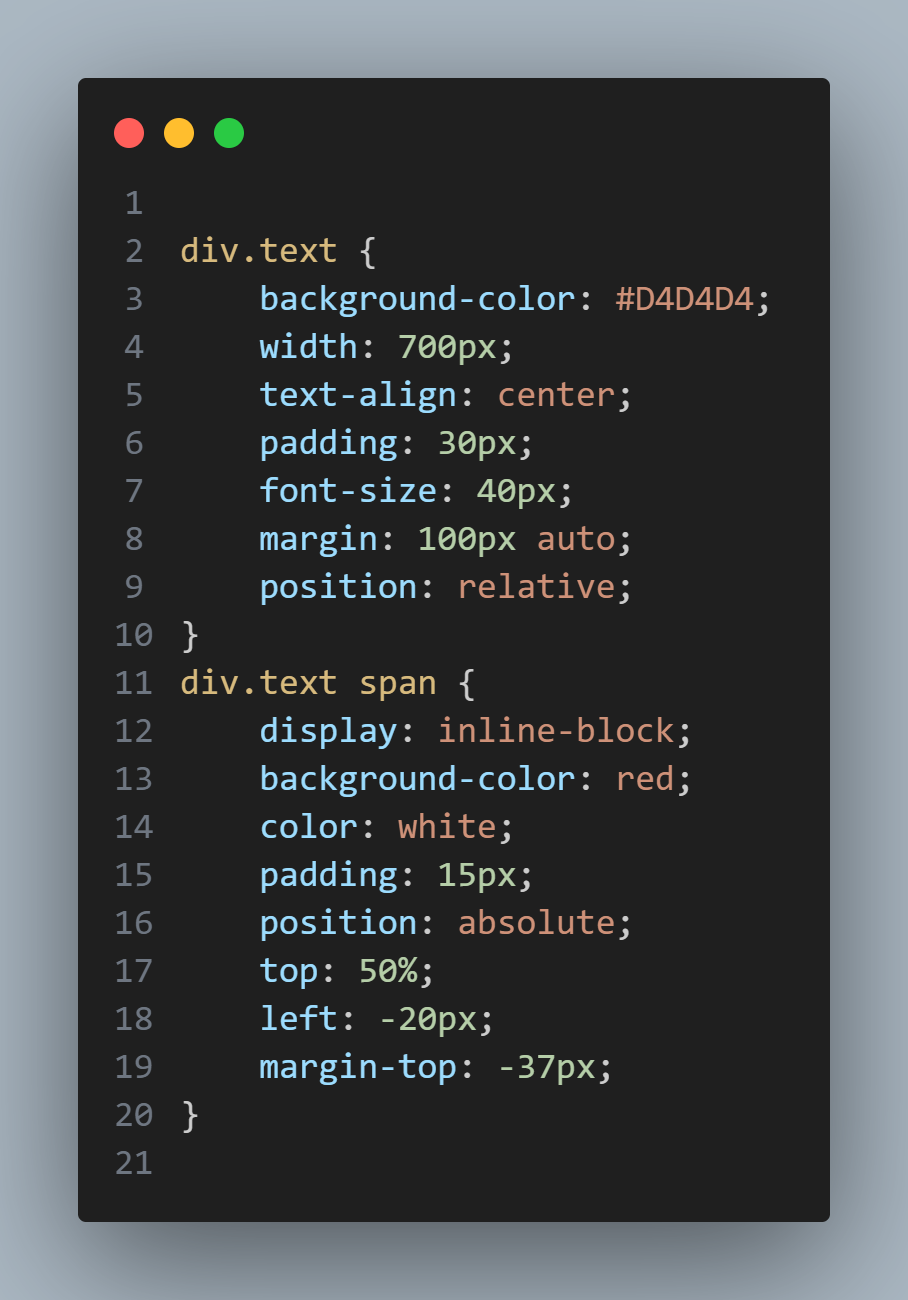 1
2 div.text {
3     background-color: #D4D4D4;
4     width: 700px;
5     text-align: center;
6     padding: 30px;
7     font-size: 40px;
8     margin: 100px auto;
9     position: relative;
10 }
11 div.text span {
12     display: inline-block;
13     background-color: red;
14     color: white;
15     padding: 15px;
16     position: absolute;
17     top: 50%;
18     left: -20px;
19     margin-top: -37px;
20 }
21